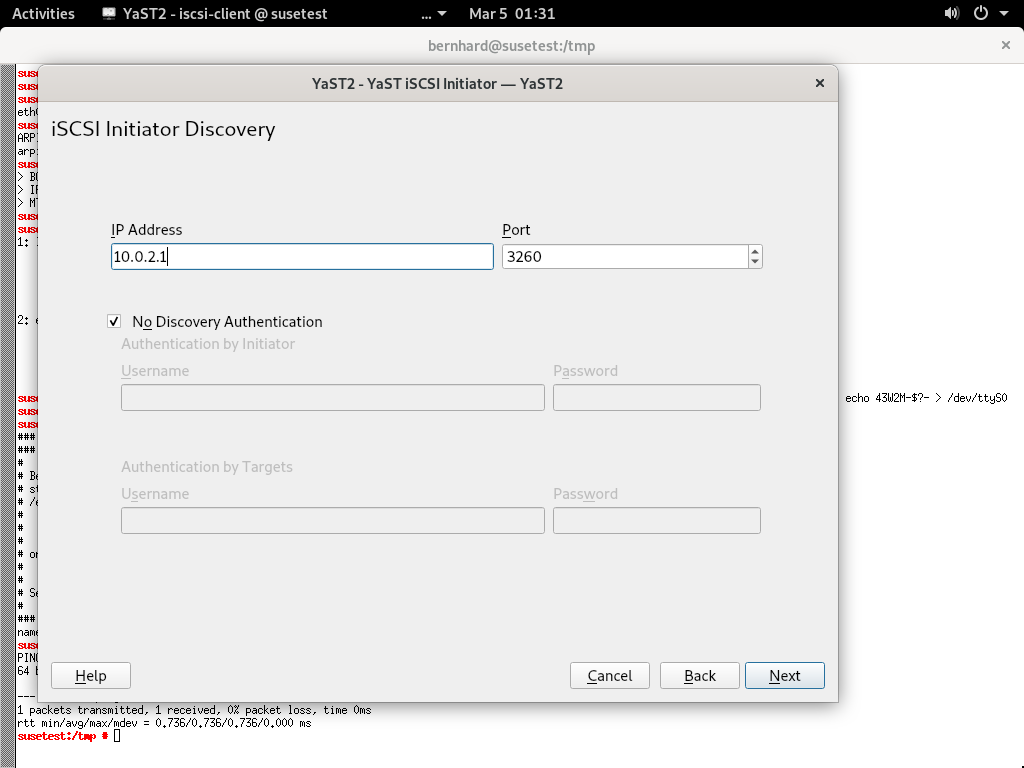 Activities YaST2 - iscsi-client @ susetest ... Mar 5 01:31
bernhard@susetest:/tmp
YaST2 - YaST iSCSI Initiator — YaST2
iSCSI Initiator Discovery
IP Address Port
10.0.2.1 3260
No Discovery Authentication
Authentication by Initiator
Username Password
Authentication by Targets
Username Password
Help Cancel Back Next
1:
2:
echo 43W2M-$?- > /dev/ttyS0
###
###
#
#
#
#
#
#
#
#
#
###
64
---
1 packets transmitted, 1 received, 0% packet loss, time 0ms
rtt min/avg/max/mdev = 0.736/0.736/0.736/0.000 ms
susetest:/tmp #